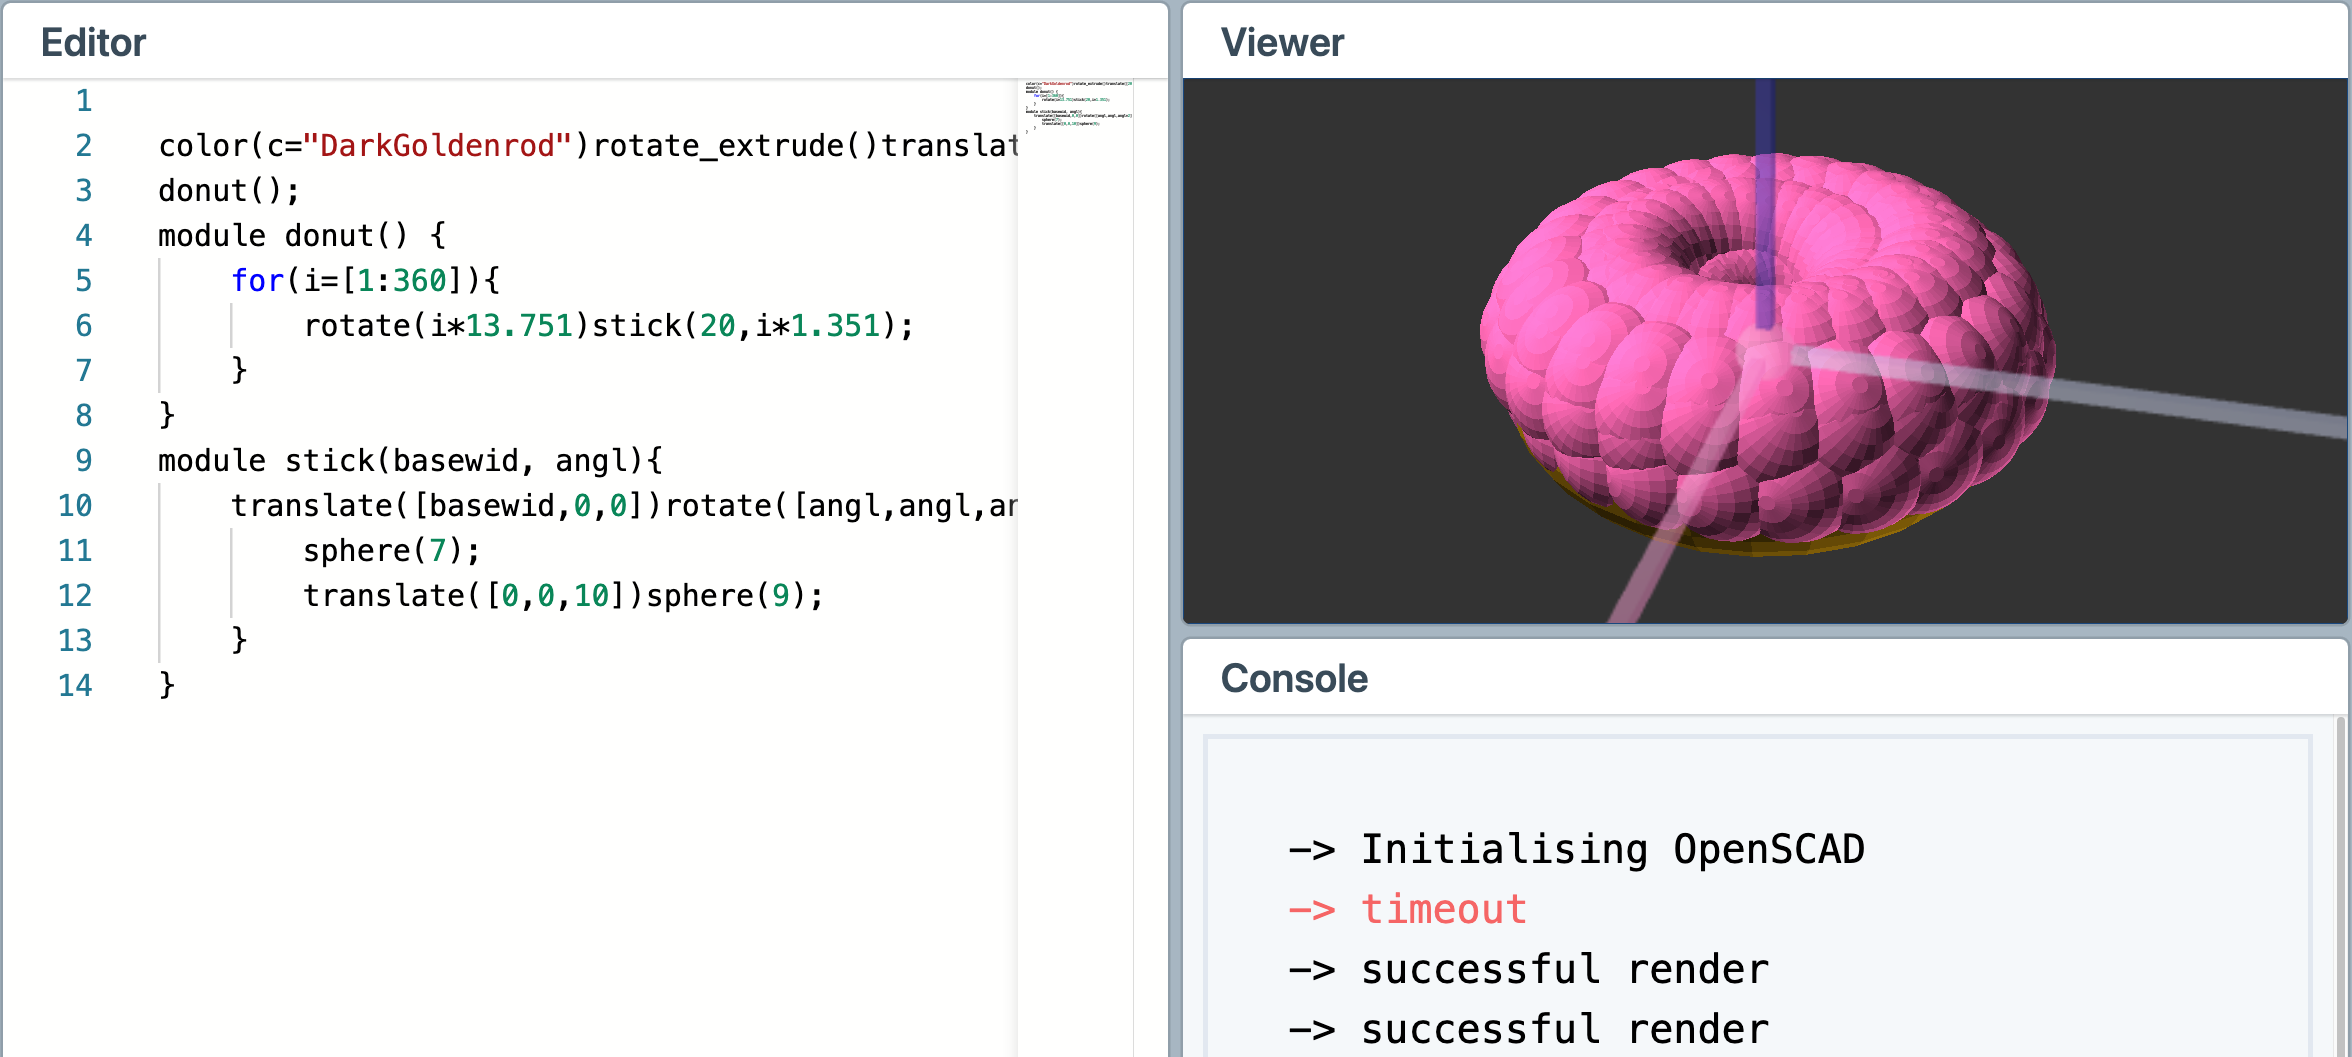 Editor
1
2 color(c="DarkGoldenrod")rotate_extrude()translat
3 donut();
4 module donut() {
5 for(i=[1:360]){
6 rotate(i*13.751)stick(20,i*1.351);
7 }
8 }
9 module stick(basewid, angl){
10 translate([basewid,0,0])rotate([angl,angl,an
11 sphere(7);
12 translate([0,0,10])sphere(9);
13 }
14 }
Viewer
Console
—> Initialising OpenSCAD
—> timeout
—> successful render
—> successful render